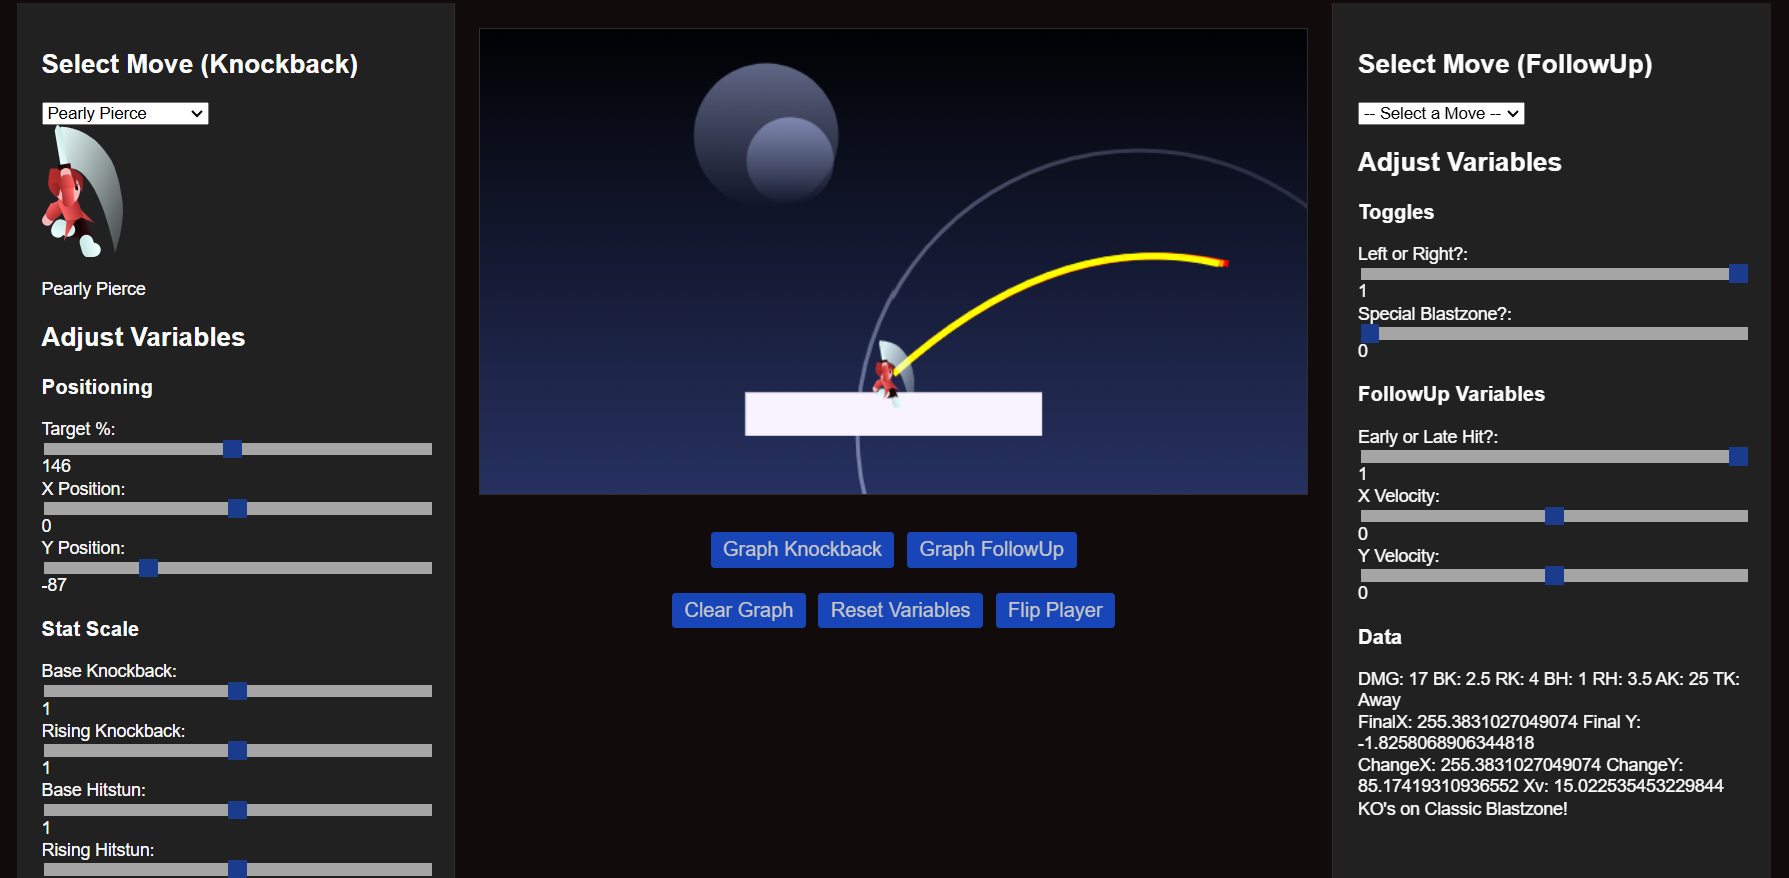 Select Move (Knockback)
Pearly Pierce
Pearly Pierce
Adjust Variables
Positioning
Target %:
146
X Position:
0
Y Position:
-87
Stat Scale
Base Knockback:
1
Rising Knockback:
1
Base Hitstun:
1
Rising Hitstun:
Graph Knockback
Graph FollowUp
Clear Graph
Reset Variables
Flip Player
Select Move (FollowUp)
-- Select a Move --
Adjust Variables
Toggles
Left or Right?:
1
Special Blastzone?:
0
FollowUp Variables
Early or Late Hit?:
1
X Velocity:
0
Y Velocity:
0
Data
DMG: 17 BK: 2.5 RK: 4 BH: 1 RH: 3.5 AK: 25 TK:
Away
FinalX: 255.3831027049074 Final Y:
-1.8258068906344818
ChangeX: 255.3831027049074 ChangeY:
85.17419310936552 Xv: 15.022535453229844
KO's on Classic Blastzone!